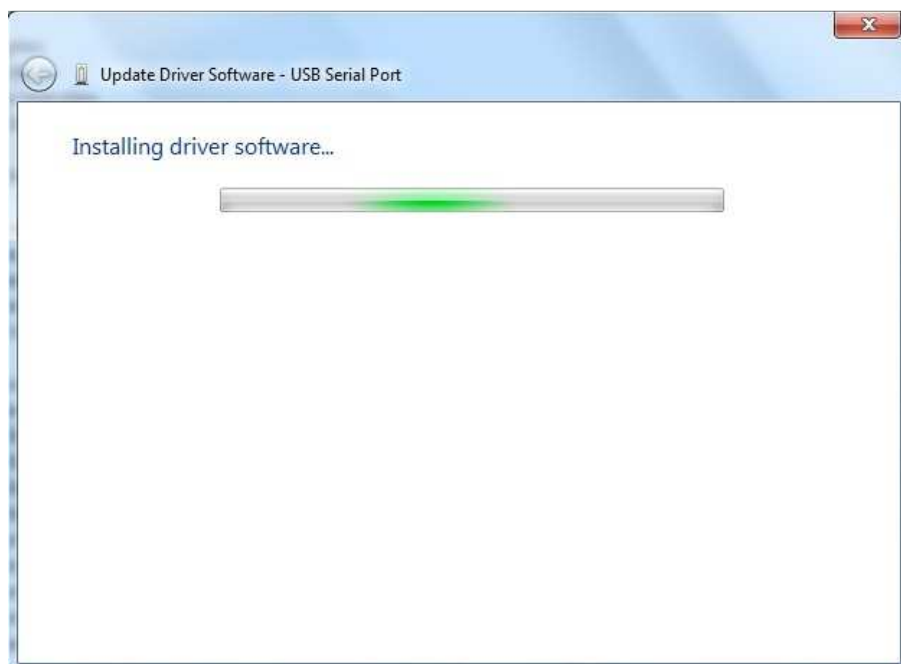 Update Driver Software - USB Serial Port
Installing driver software...